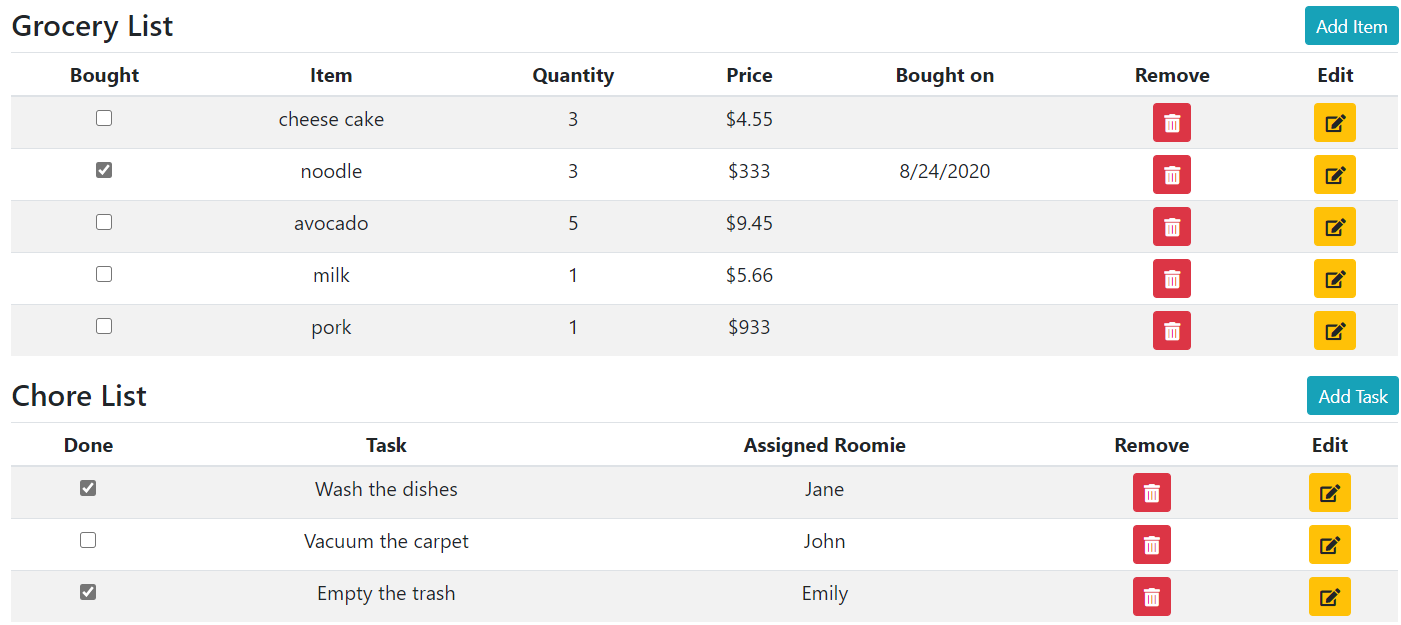 Grocery List Add Item
Bought Item Quantity Price Bought on Remove Edit
cheese cake 3 $4.55
noodle 3 $333 8/24/2020
avocado 5 $9.45
milk 1 $5.66
pork 1 $933
Chore List Add Task
Done Task Assigned Roomie Remove Edit
Wash the dishes Jane
Vacuum the carpet John
Empty the trash Emily